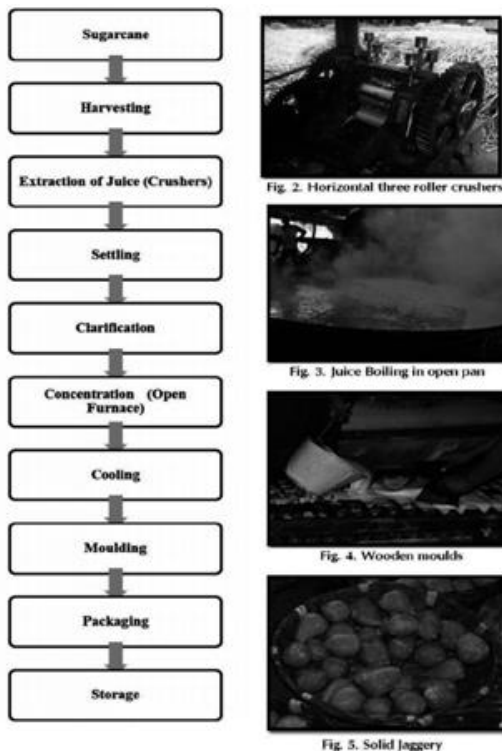 Sugarcane
Harvesting
Extraction of Juice (Crushers)
Settling
Clarification
Concentration (Open
Furnace)
Cooling
Moulding
Packaging
Storage
Fig. 2. Horizontal three roller crushers
Fig. 3. Juice Boiling in open pan
Fig. 4. Wooden moulds
Fig. 5. Solid Jaggery